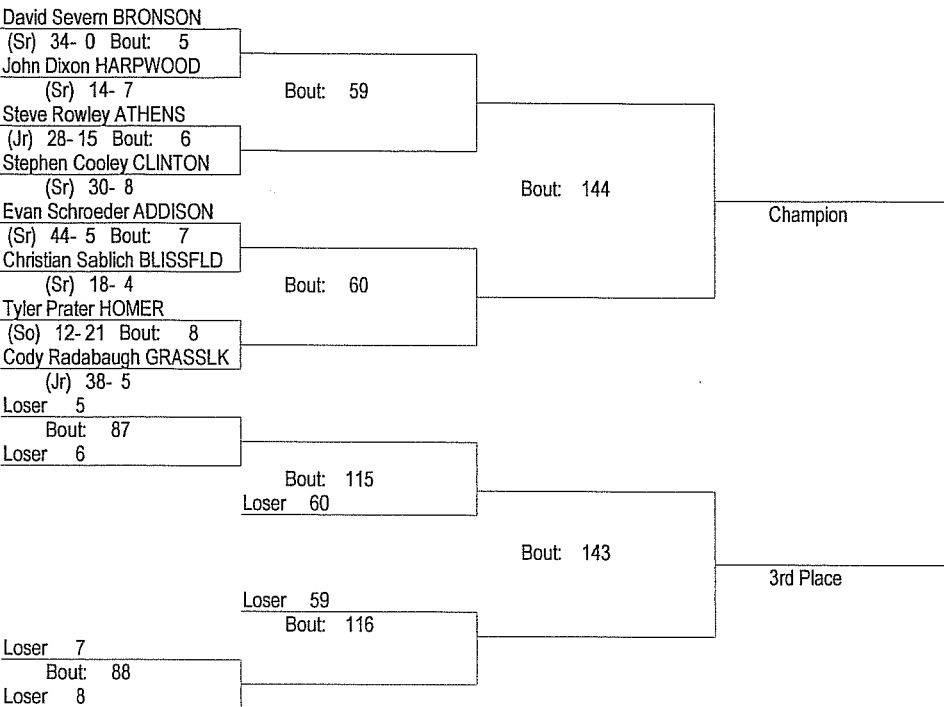 David Severn BRONSON
(Sr) 34- 0 Bout: 5
John Dixon HARPWOOD
(Sr) 14- 7
Bout: 59
Steve Rowley ATHENS
(Jr) 28- 15 Bout: 6
Stephen Cooley CLINTON
(Sr) 30- 8
Bout: 144
Champion
Evan Schroeder ADDISON
(Sr) 44- 5 Bout: 7
Christian Sablich BLISSFLD
(Sr) 18- 4
Bout: 60
Tyler Prater HOMER
(So) 12- 21 Bout: 8
Cody Radabaugh GRASSLK
(Jr) 38- 5
Loser 5
Bout: 87
Loser 6
Bout: 115
Loser 60
Bout: 143
3rd Place
Loser 59
Bout: 116
Loser 7
Bout: 88
Loser 8